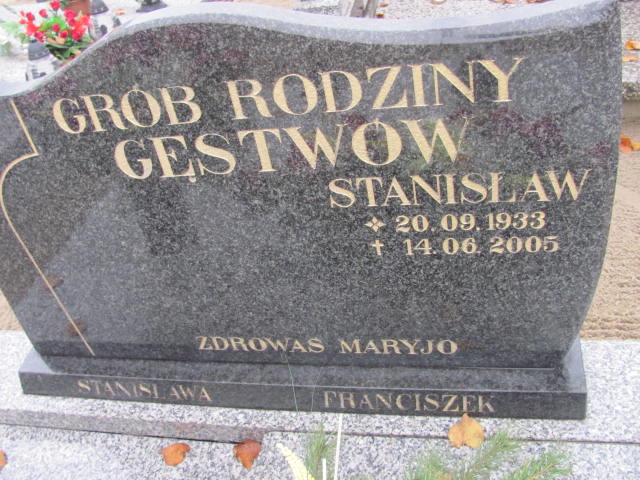 GRÓB RODZINY
GĘSTWÓW
STANISŁAW
20.09.1933
14.06.2005
ZDROWAŚ MARYJO
STANISŁAWA FRANCISZEK